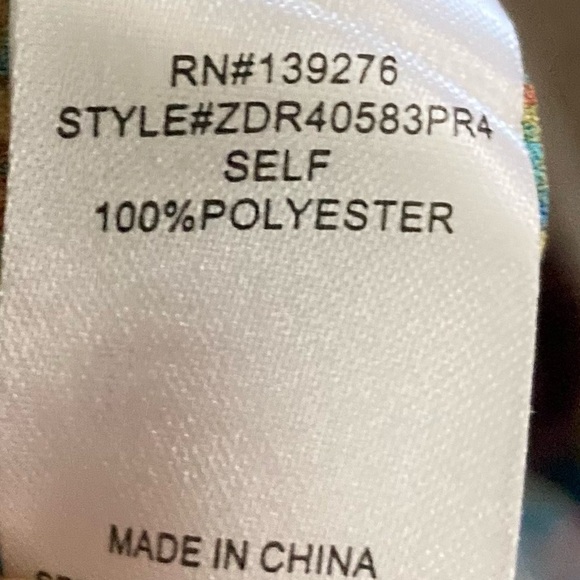 RN#139276
STYLE#ZDR40583PR4
SELF
100%POLYESTER
MADE IN CHINA